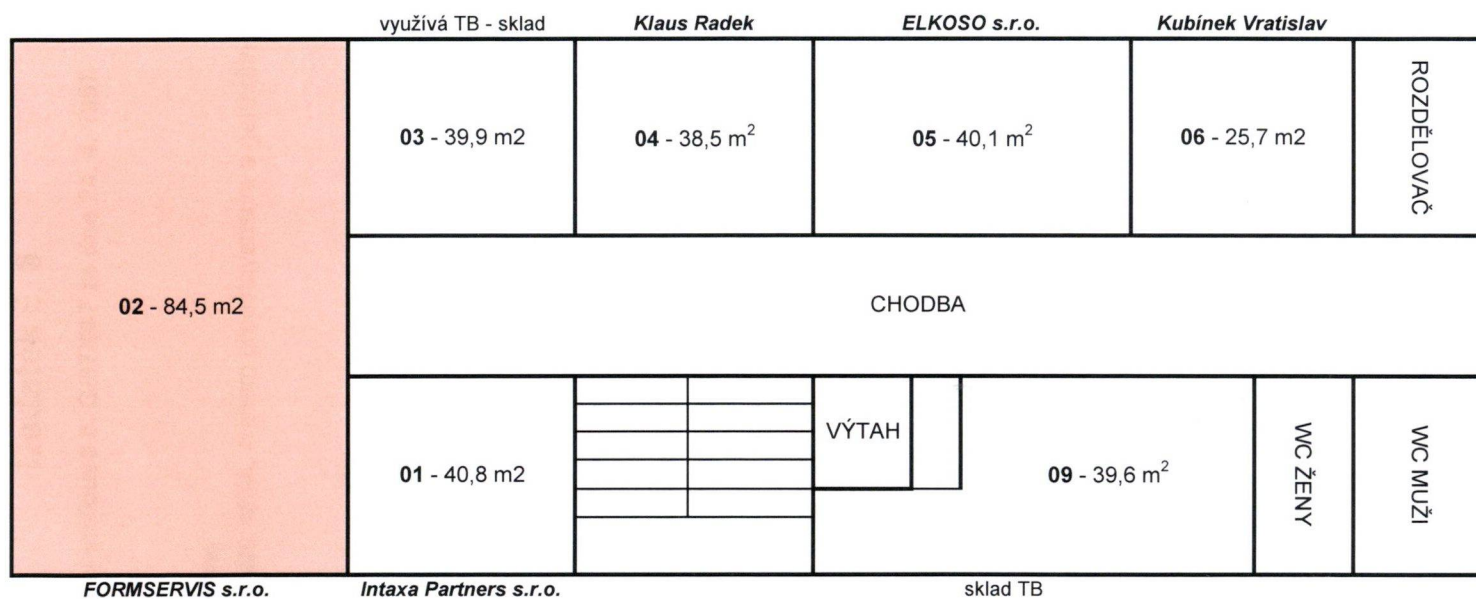 využívá TB - sklad
Klaus Radek
ELKOSO s.r.o.
Kubínek Vratislav
03 - 39,9 m2
04 - 38,5 m²
05 - 40,1 m²
06 - 25,7 m2
ROZDĚLOVAČ
02 - 84,5 m2
CHODBA
01 - 40,8 m2
VÝTAH
09 - 39,6 m²
WC ŽENY
WC MUŽI
FORMSERVIS s.r.o.
Intaxa Partners s.r.o.
sklad TB